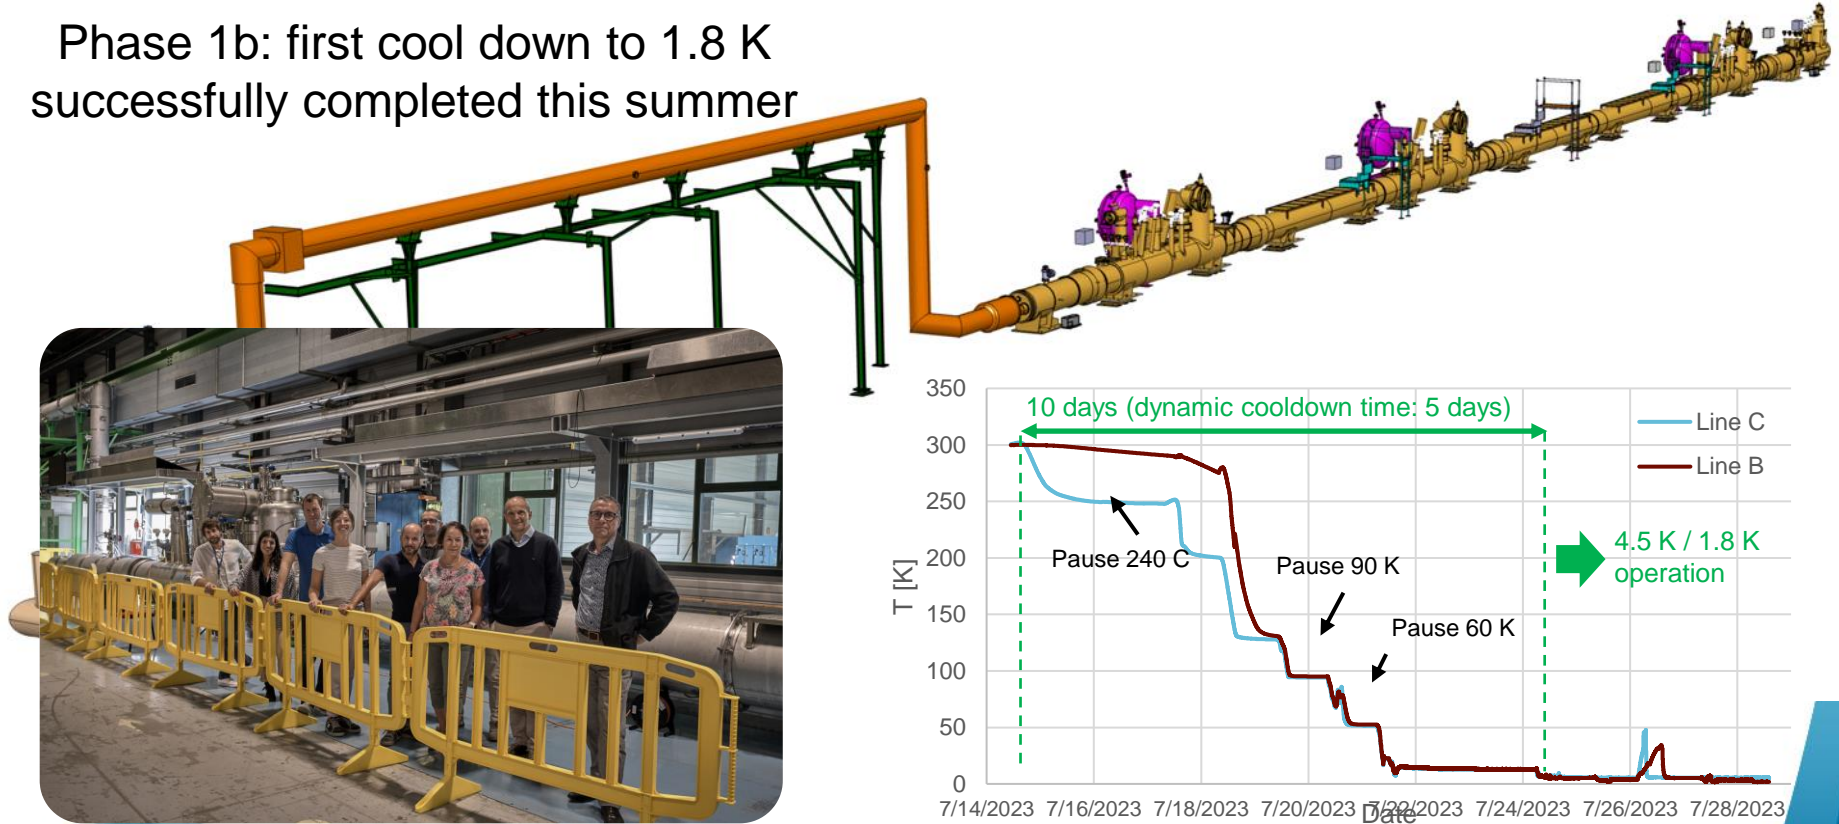 Phase 1b: first cool down to 1.8 K
successfully completed this summer
350
300
250
200
150
100
50
0
T [K]
10 days (dynamic cooldown time: 5 days)
Line C
Line B
Pause 240 C
Pause 90 K
Pause 60 K
4.5 K / 1.8 K
operation
7/14/2023 7/16/2023 7/18/2023 7/20/2023 7/22/2023 7/24/2023 7/26/2023 7/28/2023
Date